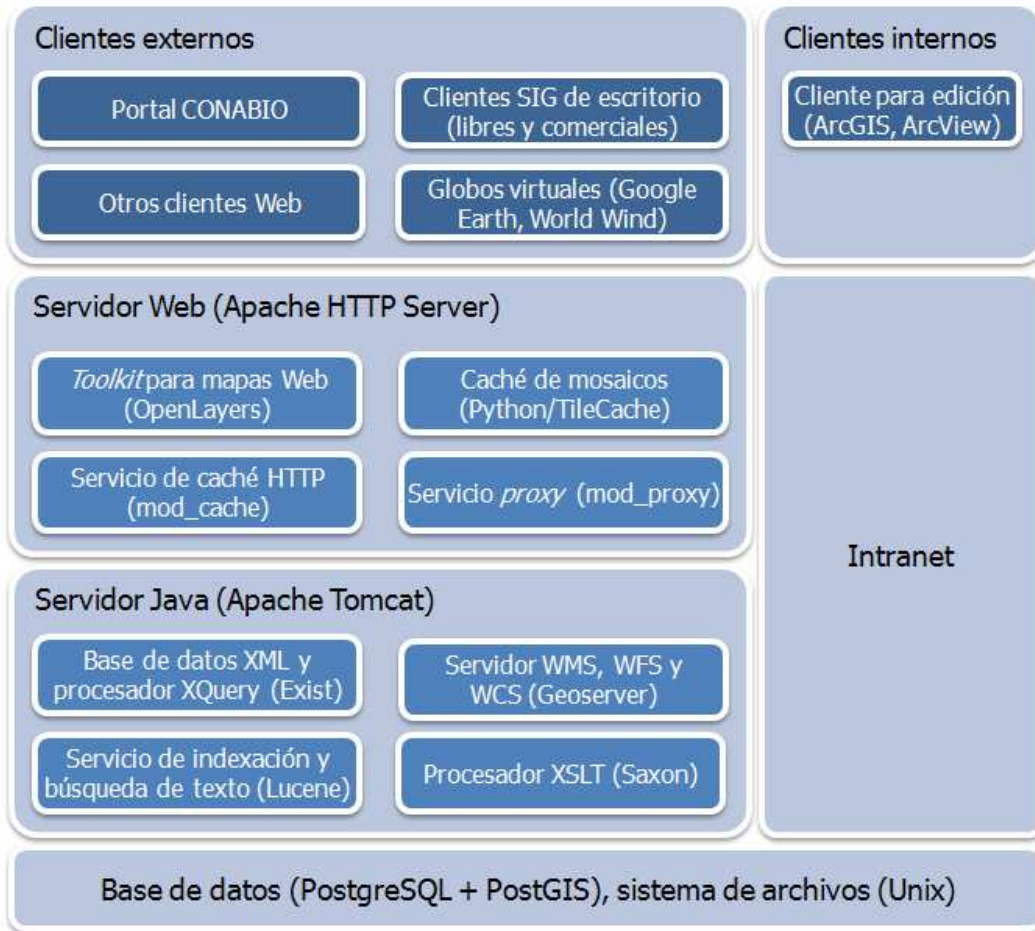 Clientes externos
Portal CONABIO
Clientes SIG de escritorio
(libres y comerciales)
Otros clientes Web
Globos virtuales (Google
Earth, World Wind)
Clientes internos
Cliente para edición
(ArcGIS, ArcView)
Servidor Web (Apache HTTP Server)
Toolkit para mapas Web
(OpenLayers)
Caché de mosaicos
(Python/TileCache)
Servicio de caché HTTP
(mod_cache)
Servicio proxy (mod_proxy)
Intranet
Servidor Java (Apache Tomcat)
Base de datos XML y
procesador XQuery (Exist)
Servidor WMS, WFS y
WCS (Geoserver)
Servicio de indexación y
búsqueda de texto (Lucene)
Procesador XSLT (Saxon)
Base de datos (PostgreSQL + PostGIS), sistema de archivos (Unix)